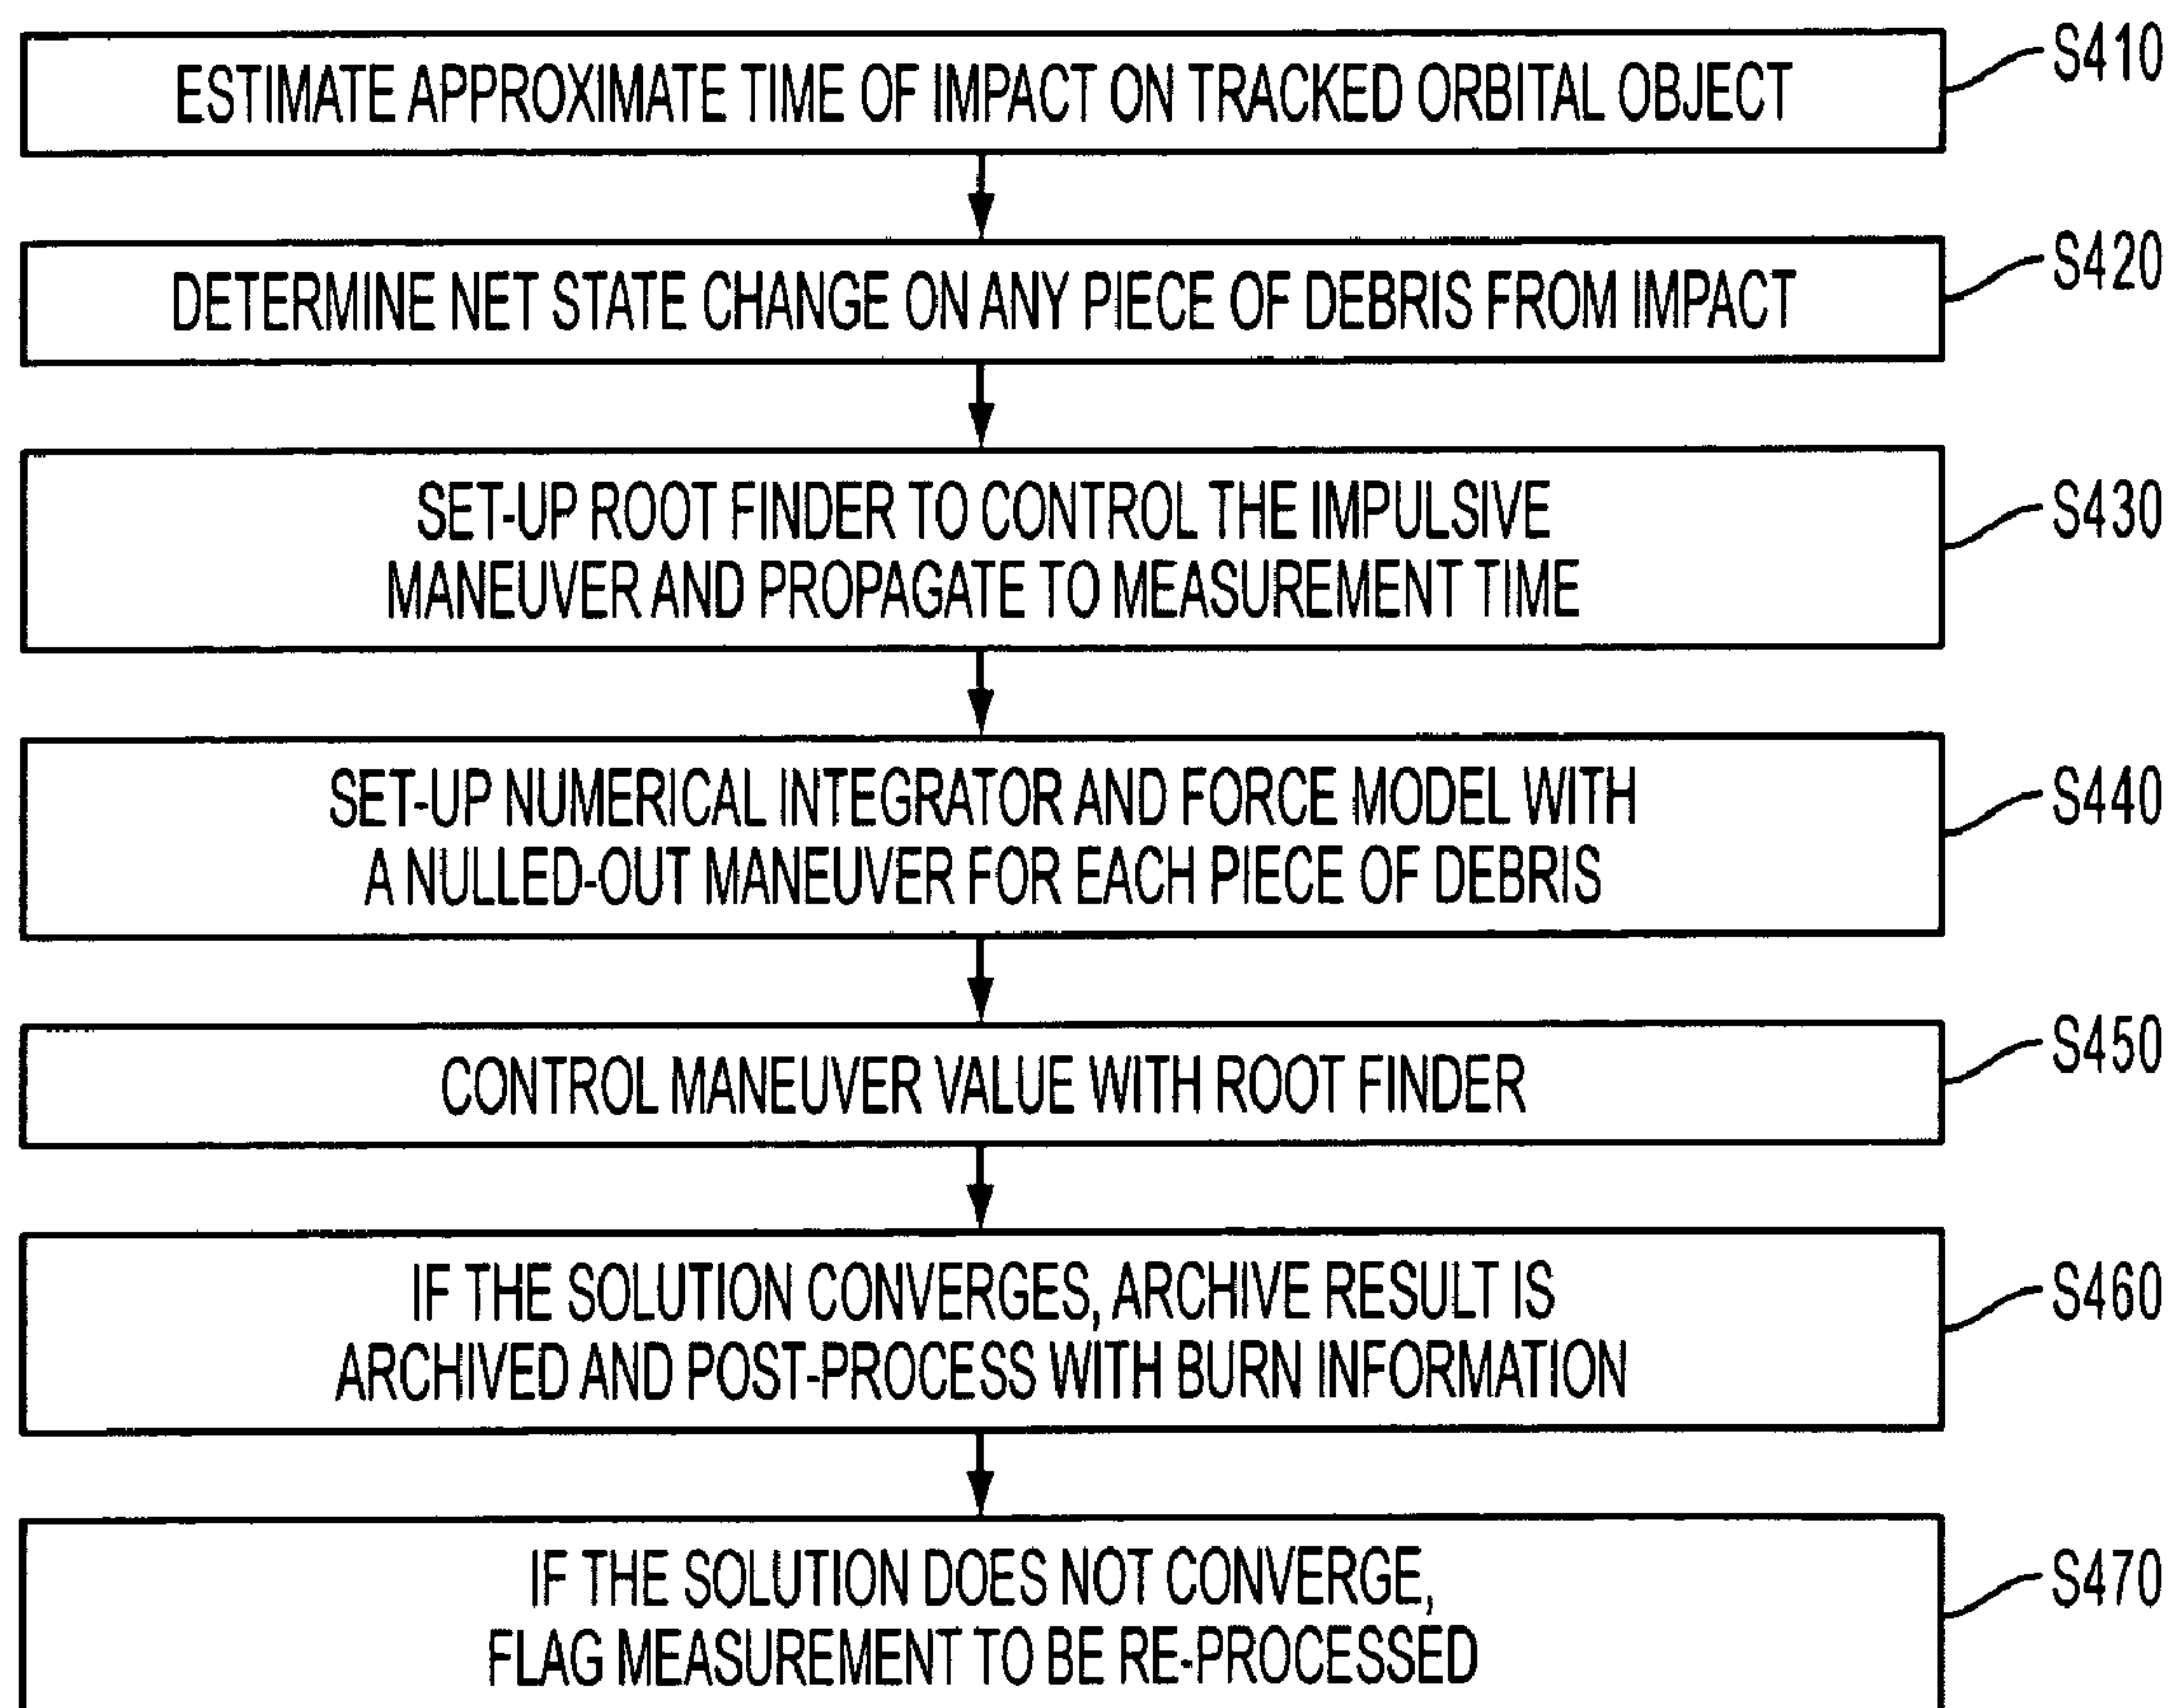 ESTIMATE APPROXIMATE TIME OF IMPACT ON TRACKED ORBITAL OBJECT
S410
DETERMINE NET STATE CHANGE ON ANY PIECE OF DEBRIS FROM IMPACT
S420
SET-UP ROOT FINDER TO CONTROL THE IMPULSIVE
MANEUVER AND PROPAGATE TO MEASUREMENT TIME
S430
SET-UP NUMERICAL INTEGRATOR AND FORCE MODEL WITH
A NULLED-OUT MANEUVER FOR EACH PIECE OF DEBRIS
S440
CONTROL MANEUVER VALUE WITH ROOT FINDER
S450
IF THE SOLUTION CONVERGES, ARCHIVE RESULT IS
ARCHIVED AND POST-PROCESS WITH BURN INFORMATION
S460
IF THE SOLUTION DOES NOT CONVERGE,
FLAG MEASUREMENT TO BE RE-PROCESSED
S470